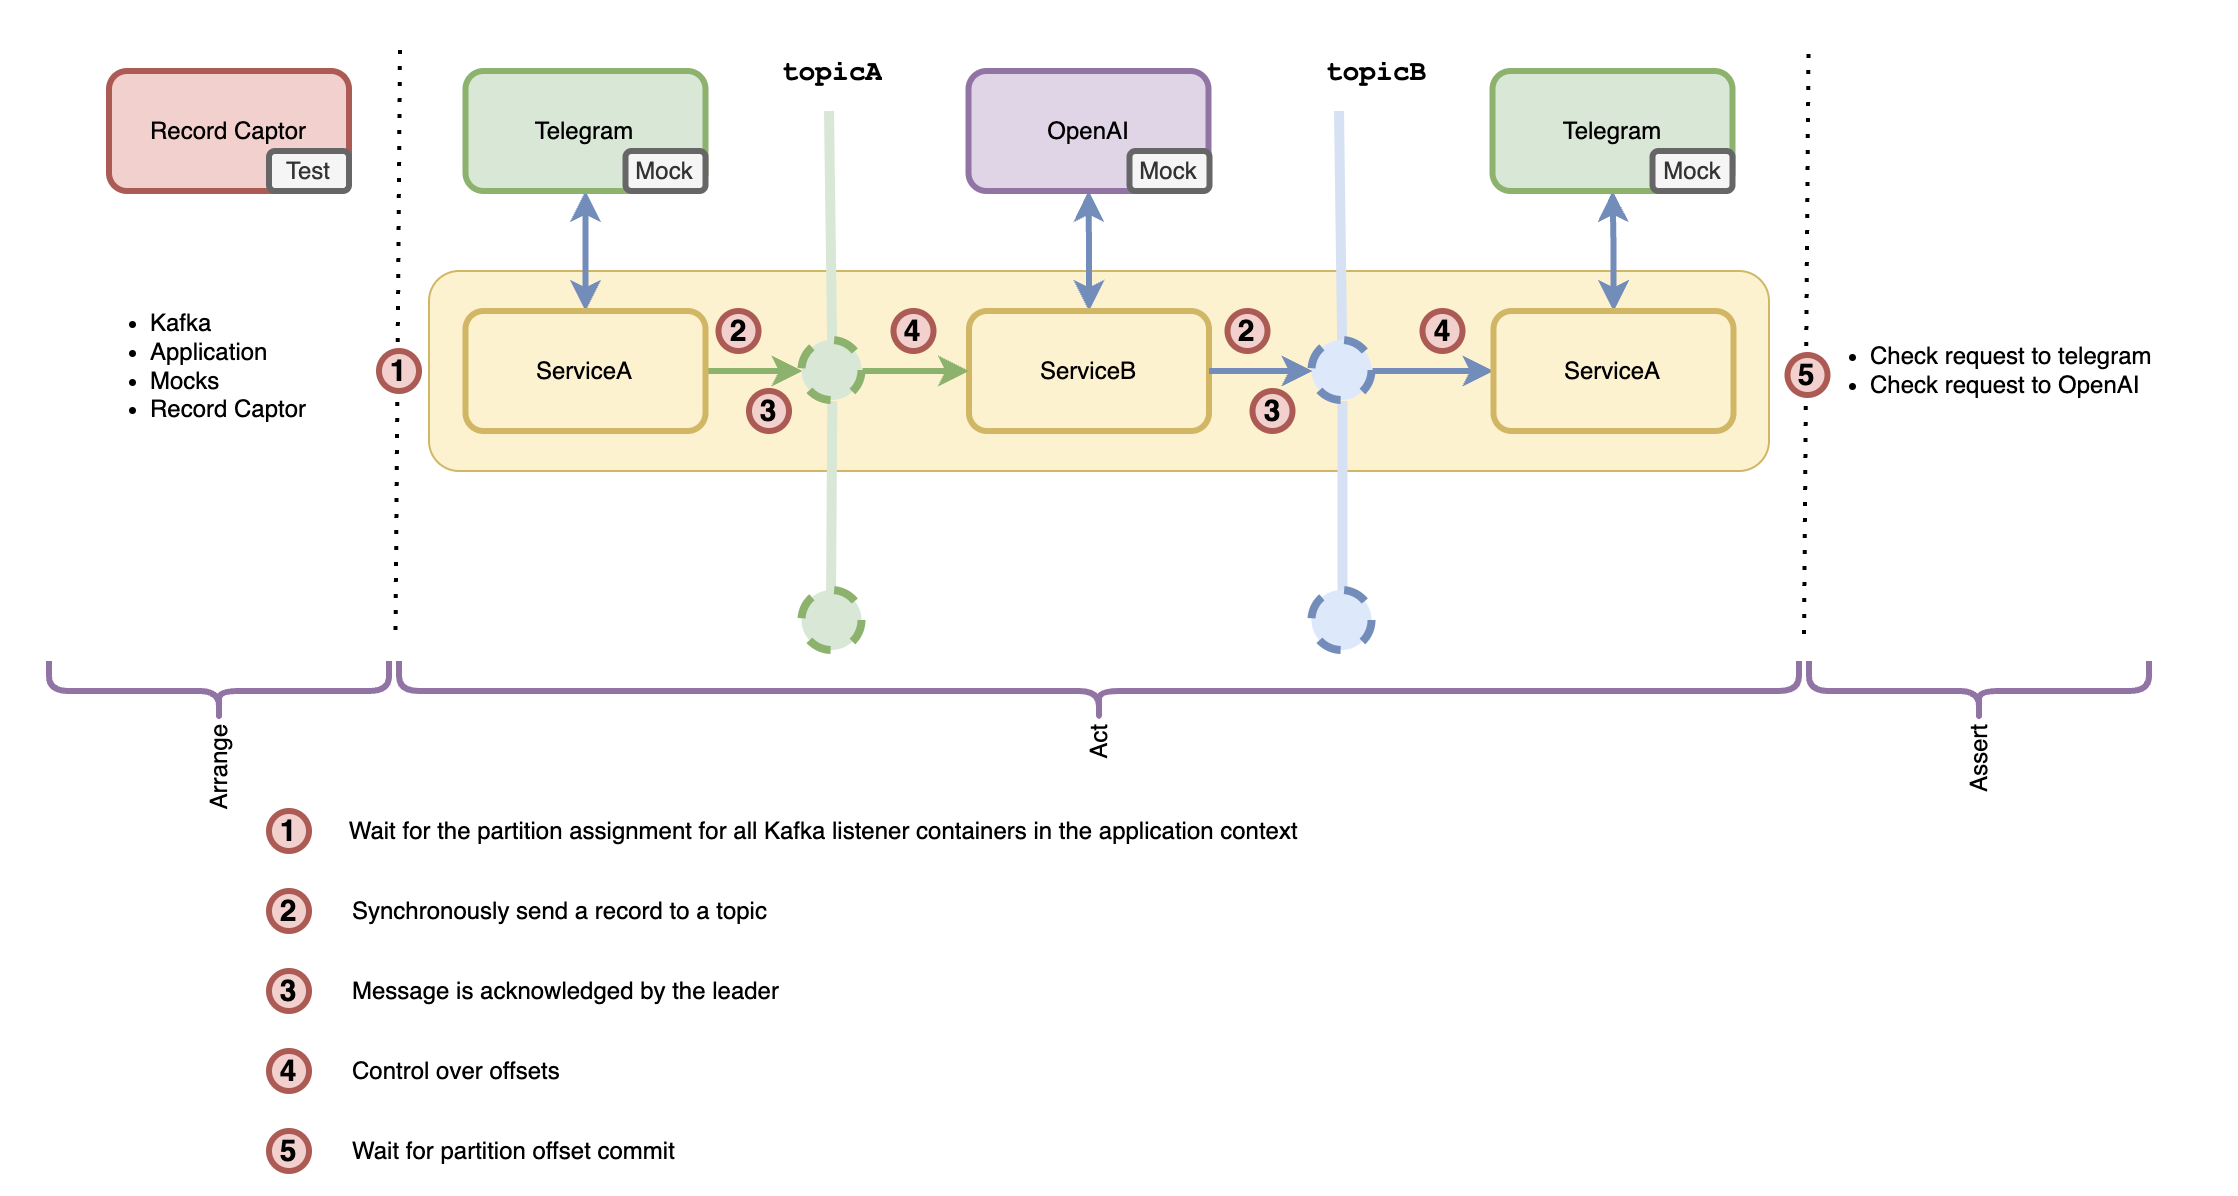 topicA
topicB
Record Captor
Test
Telegram
Mock
OpenAI
Mock
Telegram
Mock
Kafka
Application
Mocks
Record Captor
1
ServiceA
2
3
4
ServiceB
2
3
4
ServiceA
5
Check request to telegram
Check request to OpenAI
Arrange
Act
Assert
1 Wait for the partition assignment for all Kafka listener containers in the application context
2 Synchronously send a record to a topic
3 Message is acknowledged by the leader
4 Control over offsets
5 Wait for partition offset commit